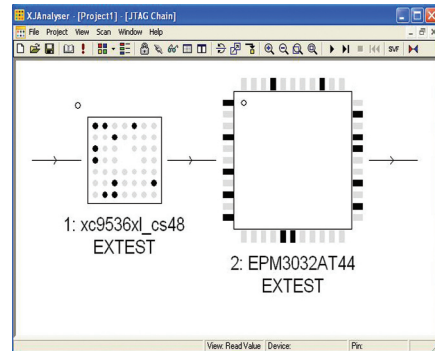 XJAnalyser - [Project1] - [JTAG Chain]
File Project View Scan Window Help
SVF
1: xc9536xl_cs48
EXTEST
2: EPM3032AT44
EXTEST
View: Read Value Device: Pin: